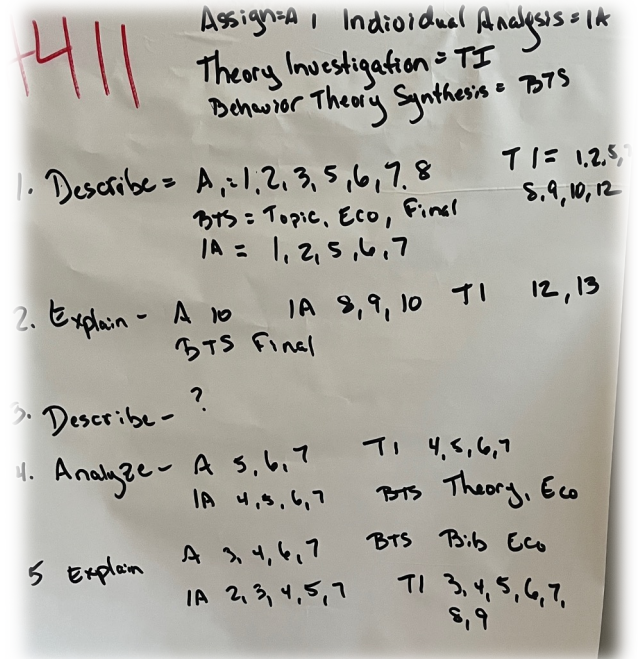 411
Assign=A, Individual Analysis = IA
Theory Investigation = TI
Behavior Theory Synthesis = BTS
1. Describe = A,=1,2,3,5,6,7.8 TI= 1,2,5,
BTS = Topic, Eco, Final 8,9,10,12
IA = 1,2,5,6,7
2. Explain - A 10 IA 8,9,10 TI 12,13
BTS Final
3. Describe - ?
4. Analyze - A 5,6,7 TI 4,5,6,7
IA 4,5,6,7 BTS Theory, Eco
5 Explain A 3,4,6,7 BTS Bib Eco
IA 2,3,4,5,7 TI 3,4,5,6,7,
8,9